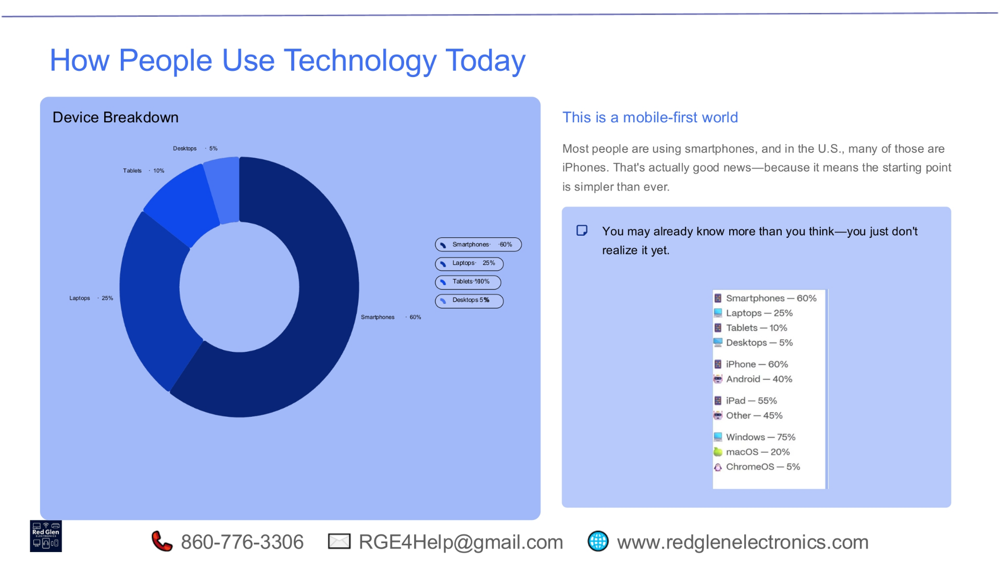 How People Use Technology Today
Device Breakdown
Desktops · 5%
Tablets · 10%
Laptops · 25%
Smartphones · 60%
Smartphones· ·60%
Laptops· 25%
Tablets· 10%
Desktops 5%
This is a mobile-first world
Most people are using smartphones, and in the U.S., many of those are
iPhones. That's actually good news—because it means the starting point
is simpler than ever.
You may already know more than you think—you just don't
realize it yet.
Smartphones — 60%
Laptops — 25%
Tablets — 10%
Desktops — 5%
iPhone — 60%
Android — 40%
iPad — 55%
Other — 45%
Windows — 75%
macOS — 20%
ChromeOS — 5%
Red Glen
ELECTRONICS
860-776-3306
RGE4Help@gmail.com
www.redglenelectronics.com